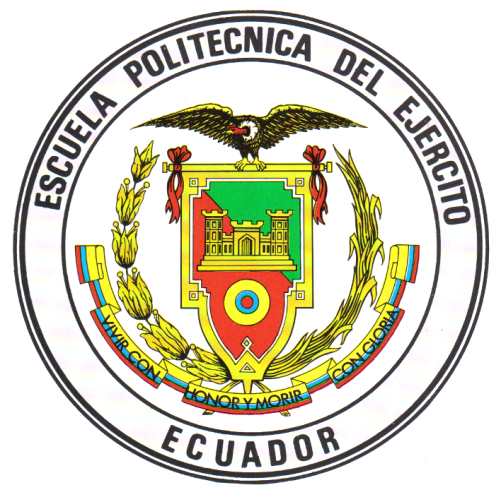 ESCUELA POLITECNICA DEL EJERCITO
VIVIR CON
HONOR Y MORIR
CON GLORIA
ECUADOR